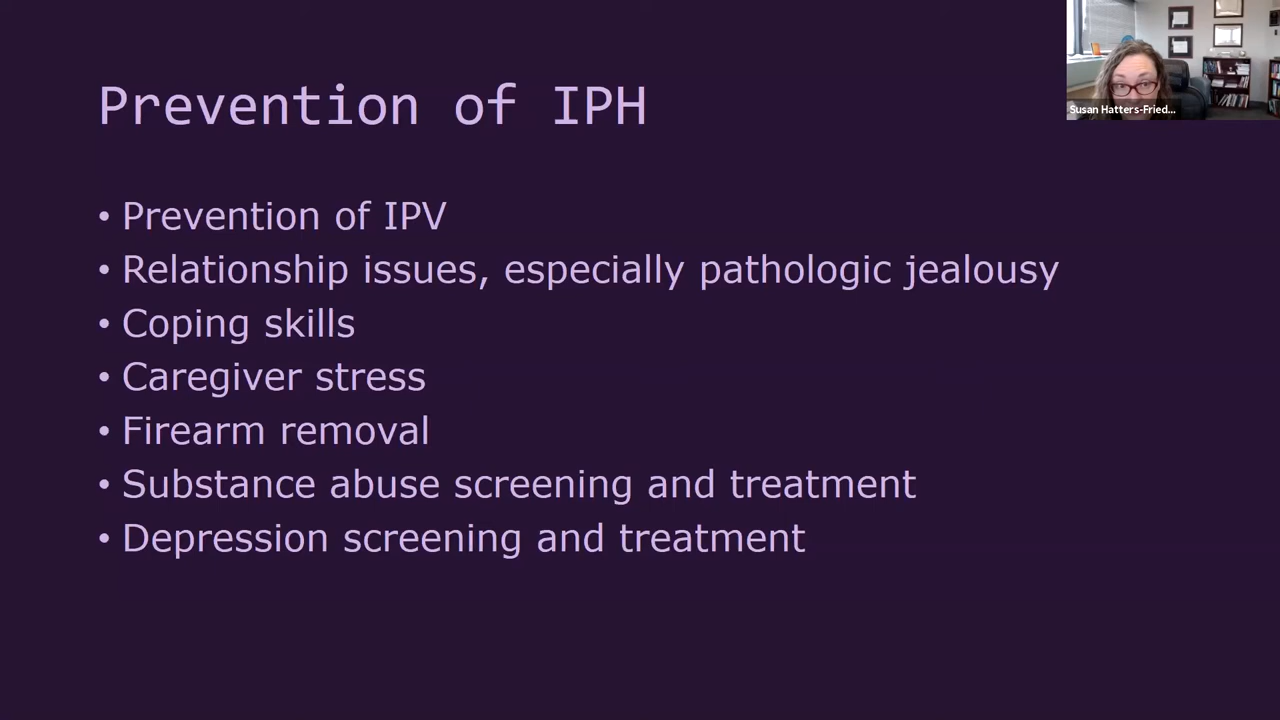 Prevention of IPH
• Prevention of IPV
• Relationship issues, especially pathologic jealousy
• Coping skills
• Caregiver stress
• Firearm removal
• Substance abuse screening and treatment
• Depression screening and treatment
Susan Hatters-Fried...